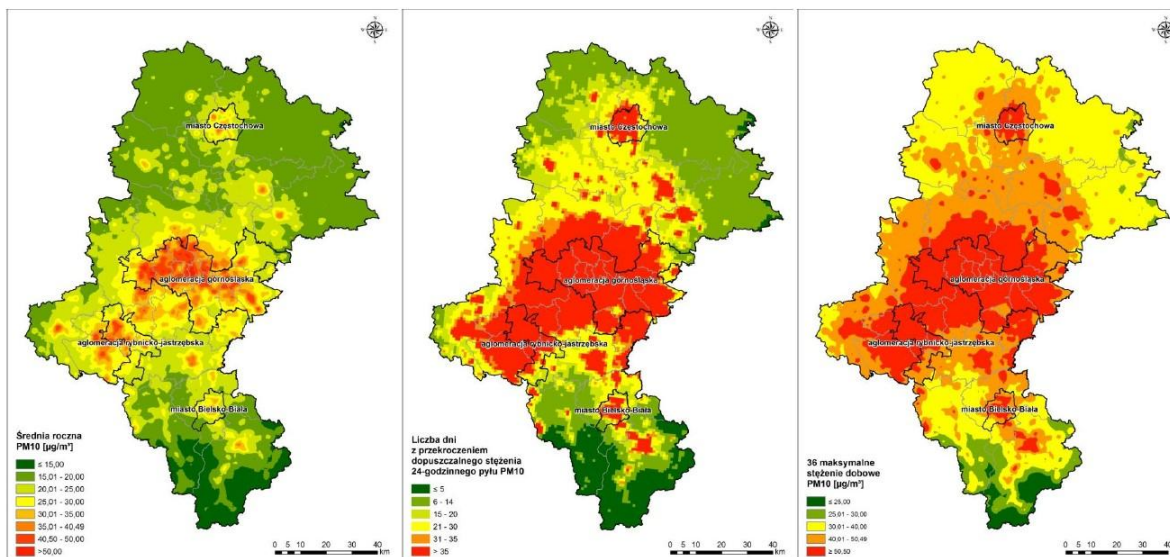 miasto Częstochowa
aglomeracja górnośląska
aglomeracja rybnicko-jastrzębska
miasto Bielsko-Biała
Średnia roczna
PM10 [µg/m³]
≤ 15,00
15,01 - 20,00
20,01 - 25,00
25,01 - 30,00
30,01 - 35,00
35,01 - 40,49
40,50 - 50,00
>50,00
0 5 10 20 30 40
km
miasto Częstochowa
aglomeracja górnośląska
aglomeracja rybnicko-jastrzębska
miasto Bielsko-Biała
Liczba dni
z przekroczeniem
dopuszczalnego stężenia
24-godzinnego pyłu PM10
≤ 5
6 - 14
15 - 20
21 - 30
31 - 35
> 35
0 5 10 20 30 40
km
miasto Częstochowa
aglomeracja górnośląska
aglomeracja rybnicko-jastrzębska
miasto Bielsko-Biała
36 maksymalne
stężenie dobowe
PM10 [µg/m³]
≤ 25,00
25,01 - 30,00
30,01 - 40,00
40,01 - 50,49
≥ 50,50
0 5 10 20 30 40
km